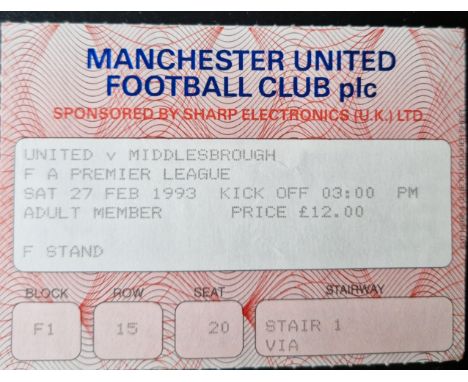 MANCHESTER UNITED
FOOTBALL CLUB plc
SPONSORED BY SHARP ELECTRONICS (U.K.) LTD.
UNITED v MIDDLESBROUGH
F A PREMIER LEAGUE
SAT 27 FEB 1993 KICK OFF 03:00 PM
ADULT MEMBER PRICE £12.00
F STAND
BLOCK ROW SEAT STAIRWAY
F1 15 20 STAIR 1
VIA